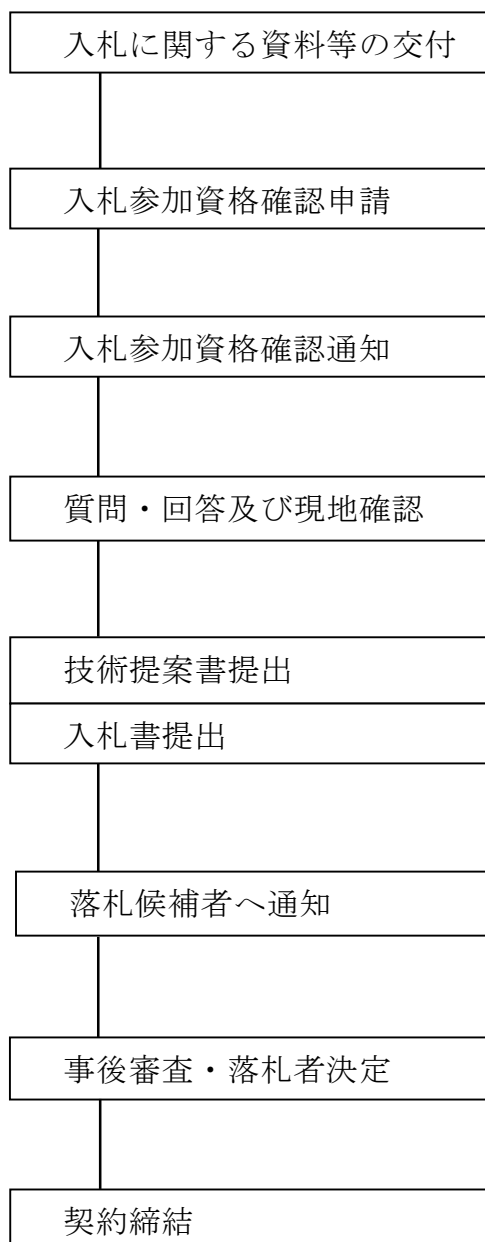 入札に関する資料等の交付
入札参加資格確認申請
入札参加資格確認通知
質問・回答及び現地確認
技術提案書提出
入札書提出
落札候補者へ通知
事後審査・落札者決定
契約締結